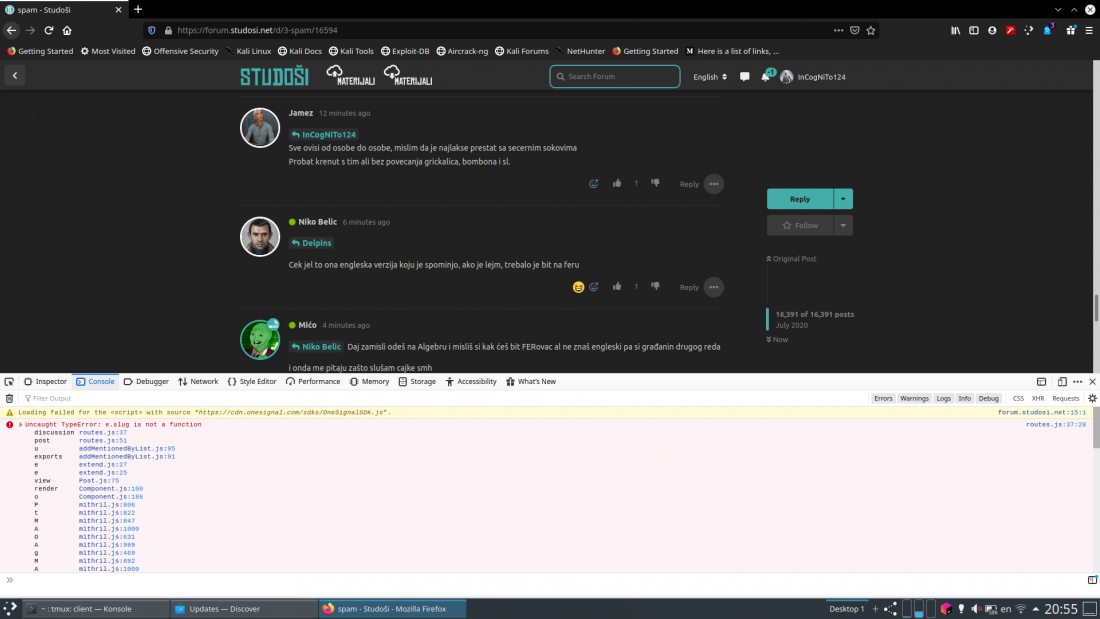 spam - Studoši
https://forum.studosi.net/d/3-spam/16594
Getting Started Most Visited Offensive Security Kali Linux Kali Docs Kali Tools Exploit-DB Aircrack-ng Kali Forums NetHunter Getting Started Here is a list of links, ...
STUDOŠI MATERIJALI MATERIJALI Search Forum English InCogNiTo124
Jamez 12 minutes ago
InCogNiTo124
Sve ovisi od osobe do osobe, mislim da je najlakse prestat sa secernim sokovima
Probat krenut s tim ali bez povecanja grickalica, bombona i sl.
1 Reply
Niko Belic 6 minutes ago
Delpins
Cek jel to ona engleska verzija koju je spominjo, ako je lejm, trebalo je bit na feru
1 Reply
Mićo 4 minutes ago
Niko Belic Daj zamisli odeš na Algebru i misliš si kak ćeš bit FERovac al ne znaš engleski pa si građanin drugog reda
i onda me pitaju zašto slušam cajke smh
Reply
Follow
Original Post
16,391 of 16,391 posts
July 2020
Now
Inspector Console Debugger Network Style Editor Performance Memory Storage Accessibility What's New
Filter Output Errors Warnings Logs Info Debug CSS XHR Requests
Loading failed for the <script> with source "https://cdn.onesignal.com/sdks/OneSignalSDK.js". forum.studosi.net:15:1
Uncaught TypeError: e.slug is not a function routes.js:37:28
discussion routes.js:37
post routes.js:51
u addMentionedByList.js:95
exports addMentionedByList.js:91
e extend.js:27
e extend.js:25
view Post.js:75
render Component.js:100
o Component.js:186
P mithril.js:806
t mithril.js:822
M mithril.js:847
A mithril.js:1000
O mithril.js:631
A mithril.js:989
g mithril.js:469
M mithril.js:892
A mithril.js:1000
~ : tmux: client — Konsole Updates — Discover spam - Studoši - Mozilla Firefox Desktop 1 en 20:55